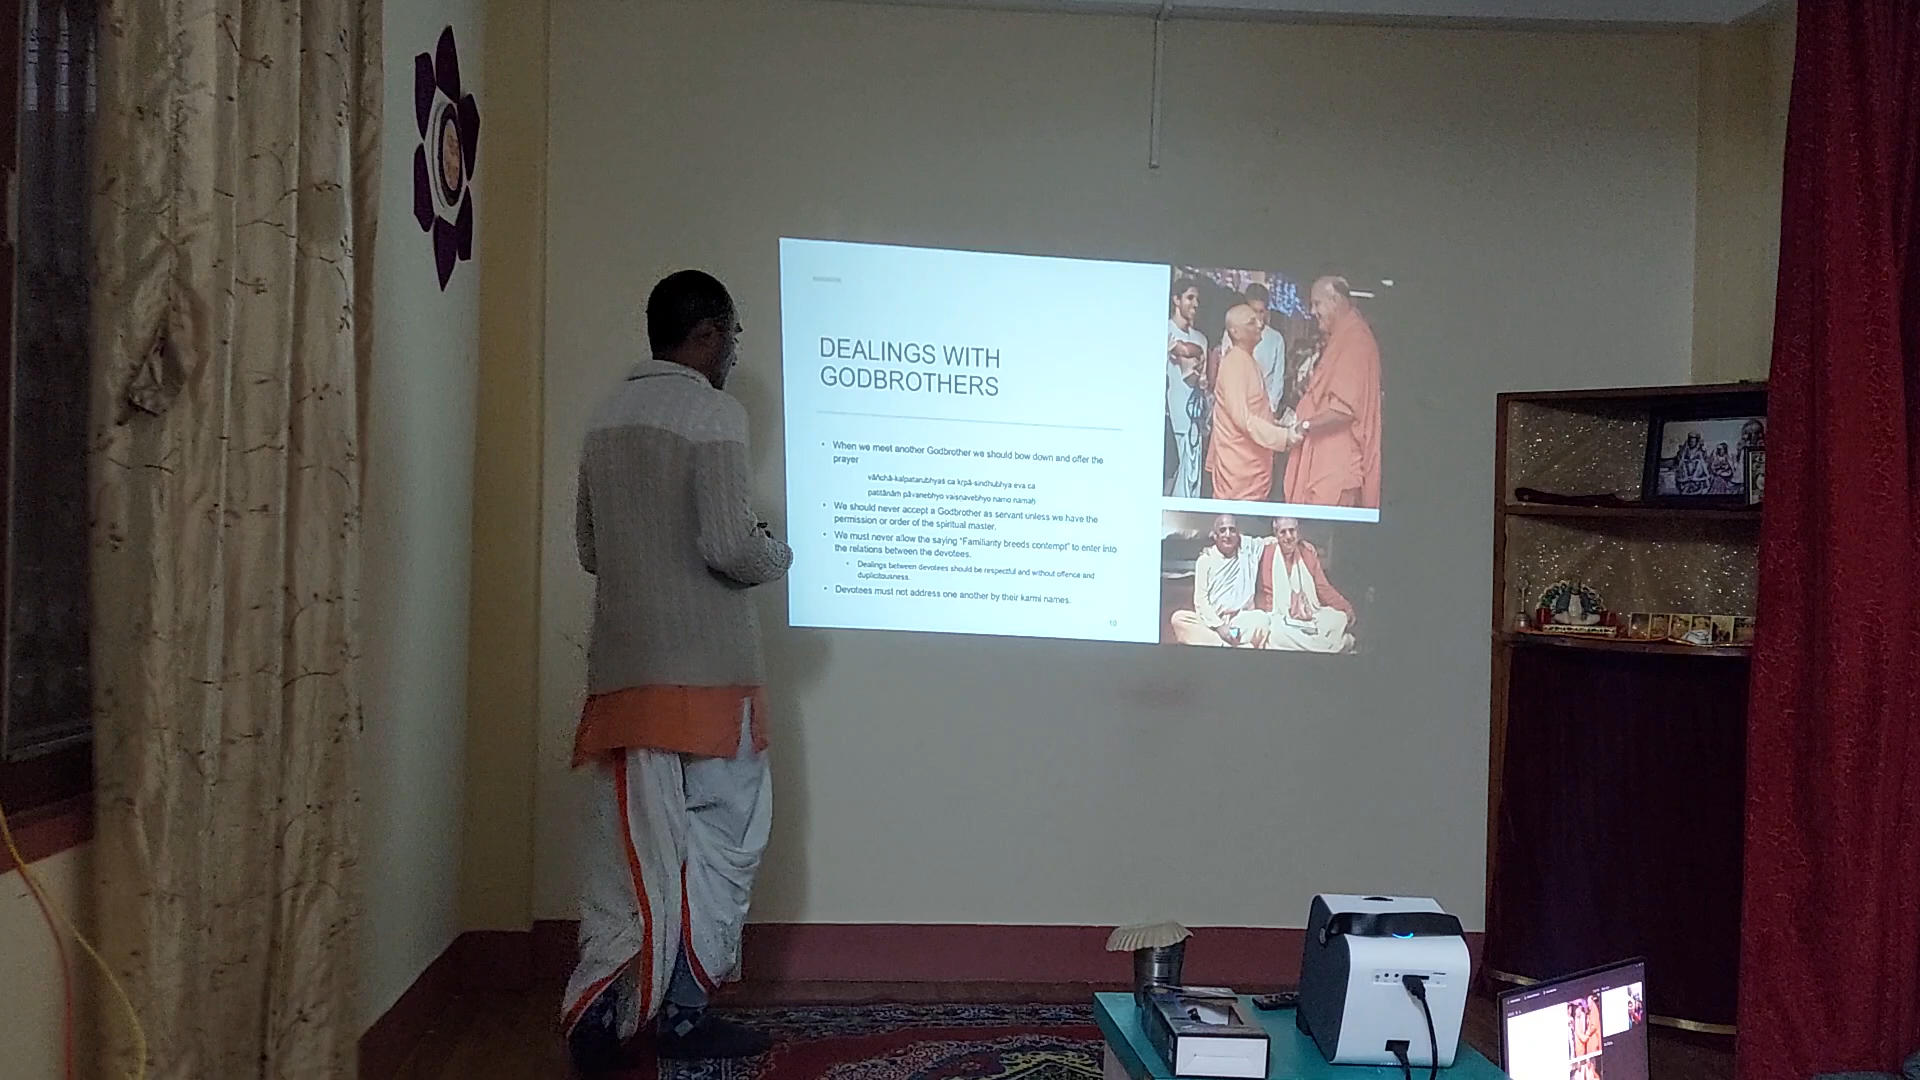 DEALINGS WITH
GODBROTHERS
• When we meet another Godbrother we should bow down and offer the
prayer
vāñchā-kalpatarubhyaś ca kṛpā-sindhubhya eva ca
patitānāṁ pāvanebhyo vaiṣṇavebhyo namo namaḥ
• We should never accept a Godbrother as servant unless we have the
permission or order of the spiritual master.
• We must never allow the saying "Familiarity breeds contempt" to enter into
the relations between the devotees.
• Dealings between devotees should be respectful and without offence and
duplicitousness.
• Devotees must not address one another by their karmi names.
10